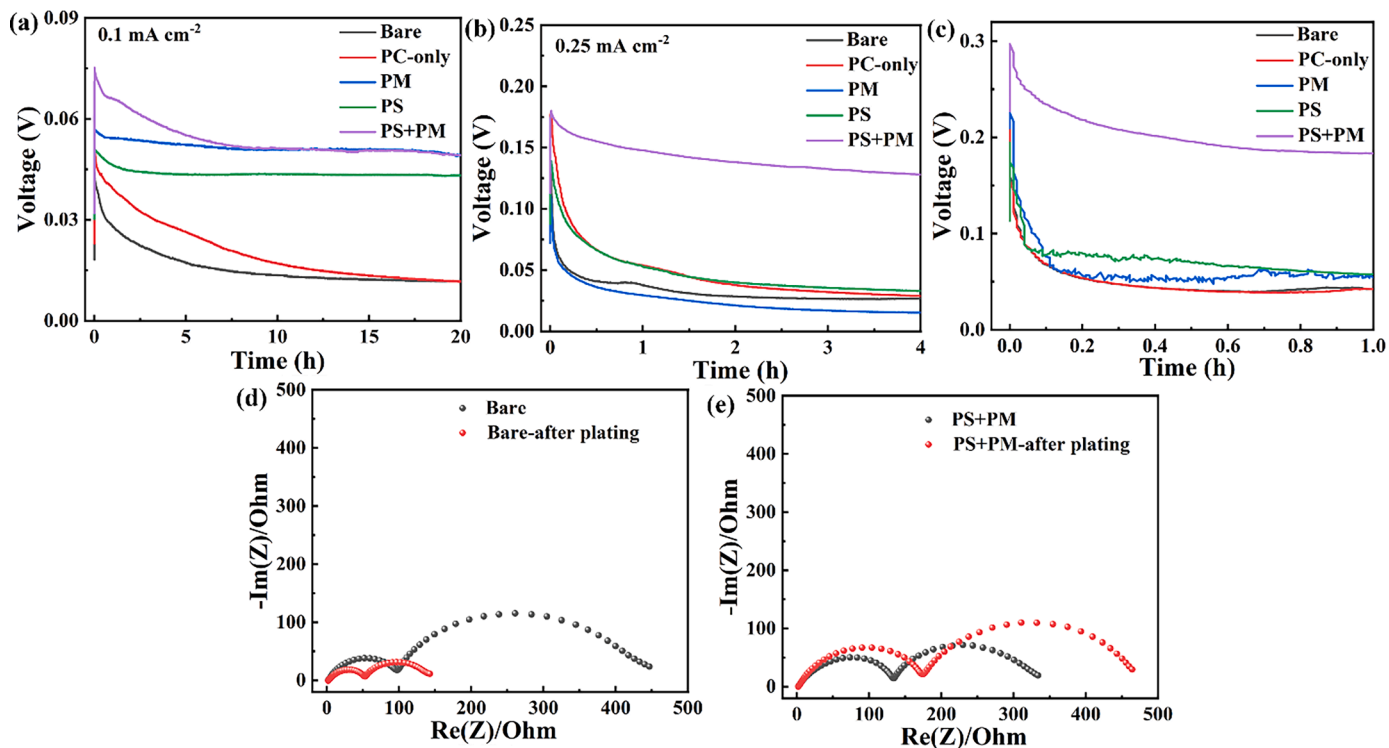 (a)
0.1 mA cm⁻²
Bare
PC-only
PM
PS
PS+PM
Voltage (V)
0.09
0.06
0.03
0.00
0
5
10
15
20
Time (h)
(b)
0.25 mA cm⁻²
Bare
PC-only
PM
PS
PS+PM
Voltage (V)
0.25
0.20
0.15
0.10
0.05
0.00
0
1
2
3
4
Time (h)
(c)
Bare
PC-only
PM
PS
PS+PM
Voltage (V)
0.3
0.2
0.1
0.0
0.0
0.2
0.4
0.6
0.8
1.0
Time (h)
(d)
Bare
Bare-after plating
-Im(Z)/Ohm
500
400
300
200
100
0
0
100
200
300
400
500
Re(Z)/Ohm
(e)
PS+PM
PS+PM-after plating
-Im(Z)/Ohm
500
400
300
200
100
0
0
100
200
300
400
500
Re(Z)/Ohm